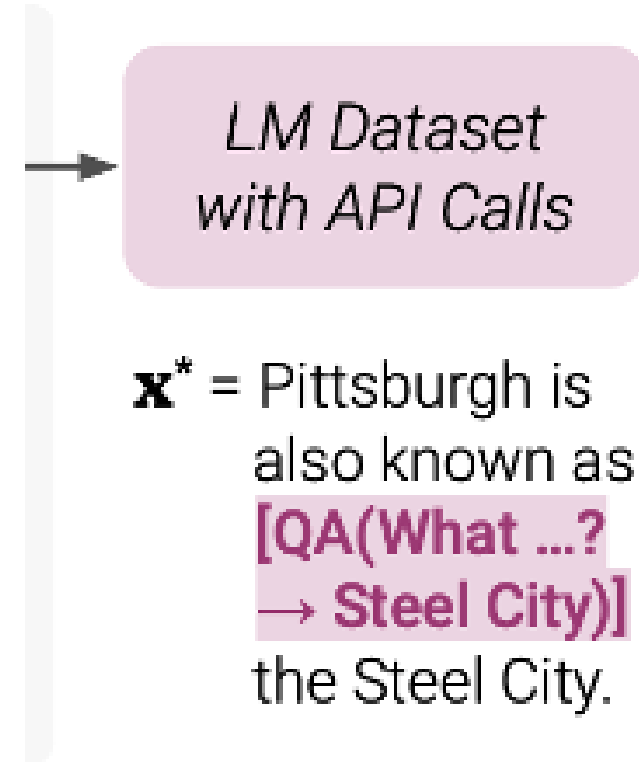 LM Dataset
with API Calls
x* = Pittsburgh is
also known as
[QA(What ...?
→ Steel City)]
the Steel City.